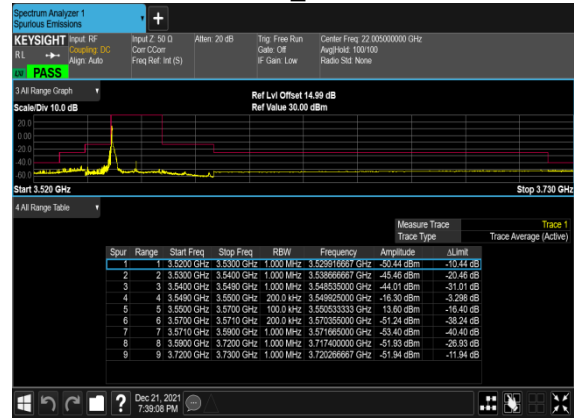 Spectrum Analyzer 1
Spurious Emissions
KEYSIGHT Input: RF Input Z: 50 Ω Atten: 20 dB Trig: Free Run Center Freq: 22.005000000 GHz
R L Coupling: DC Corr CCorr Gate: Off Avg|Hold: 100/100
Align: Auto Freq Ref: Int (S) IF Gain: Low Radio Std: None
PASS
3 All Range Graph
Ref Lvl Offset 14.99 dB
Scale/Div 10.0 dB Ref Value 30.00 dBm
20.0
0.00
-20.0
-40.0
-60.0
Start 3.520 GHz Stop 3.730 GHz
4 All Range Table
Measure Trace Trace 1
Trace Type Trace Average (Active)
Spur Range Start Freq Stop Freq RBW Frequency Amplitude ΔLimit
1 1 3.5200 GHz 3.5300 GHz 1.000 MHz 3.529916667 GHz -50.44 dBm -10.44 dB
2 2 3.5300 GHz 3.5400 GHz 1.000 MHz 3.538666667 GHz -45.46 dBm -20.46 dB
3 3 3.5400 GHz 3.5490 GHz 1.000 MHz 3.548535000 GHz -44.01 dBm -31.01 dB
4 4 3.5490 GHz 3.5500 GHz 200.0 kHz 3.549925000 GHz -16.30 dBm -3.298 dB
5 5 3.5500 GHz 3.5700 GHz 100.0 kHz 3.550533333 GHz 13.60 dBm -16.40 dB
6 6 3.5700 GHz 3.5710 GHz 200.0 kHz 3.570355000 GHz -51.24 dBm -38.24 dB
7 7 3.5710 GHz 3.5900 GHz 1.000 MHz 3.571665000 GHz -53.40 dBm -40.40 dB
8 8 3.5900 GHz 3.7200 GHz 1.000 MHz 3.717400000 GHz -51.93 dBm -26.93 dB
9 9 3.7200 GHz 3.7300 GHz 1.000 MHz 3.720266667 GHz -51.94 dBm -11.94 dB
Dec 21, 2021
7:39:08 PM